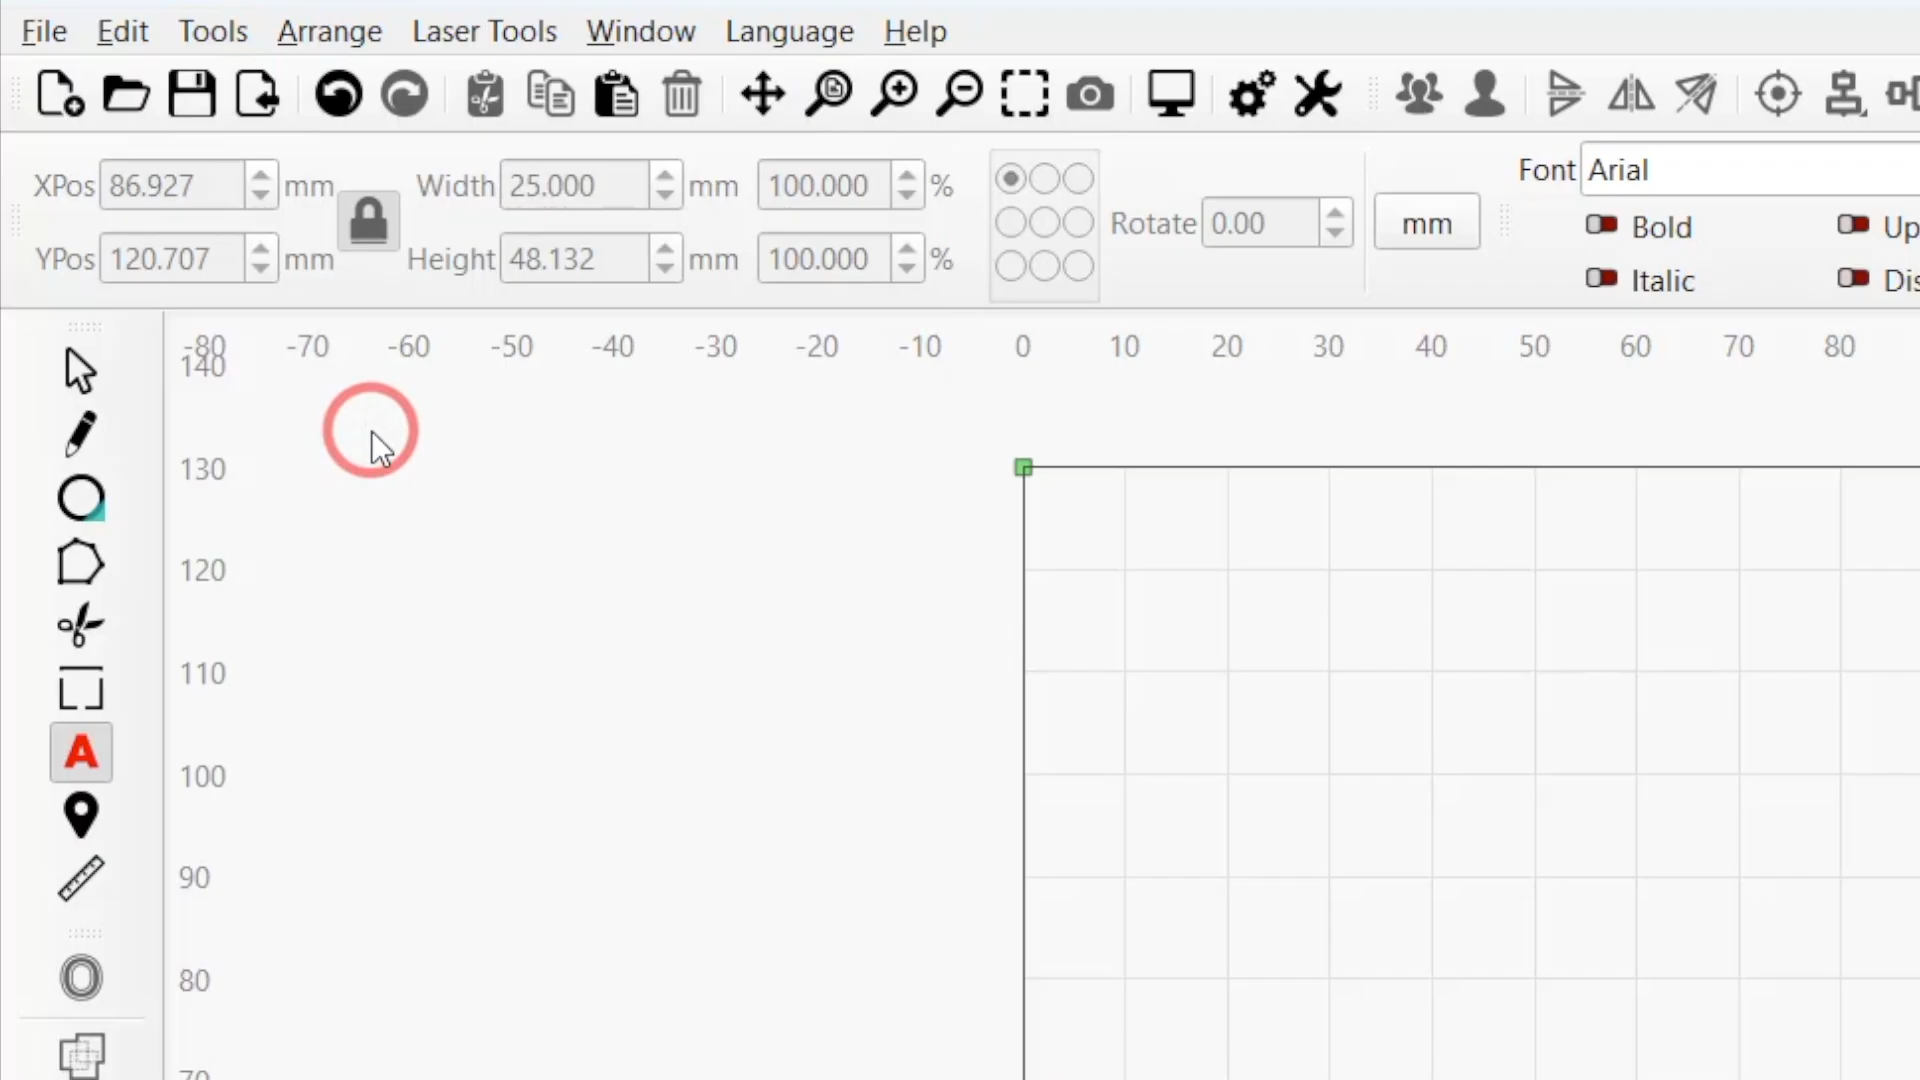 File Edit Tools Arrange Laser Tools Window Language Help
XPos 86.927 mm Width 25.000 mm 100.000 % Font Arial
Rotate 0.00 mm Bold Up
YPos 120.707 mm Height 48.132 mm 100.000 % Italic Dis
-80 -70 -60 -50 -40 -30 -20 -10 0 10 20 30 40 50 60 70 80
140
130
120
110
100
A
90
80
70